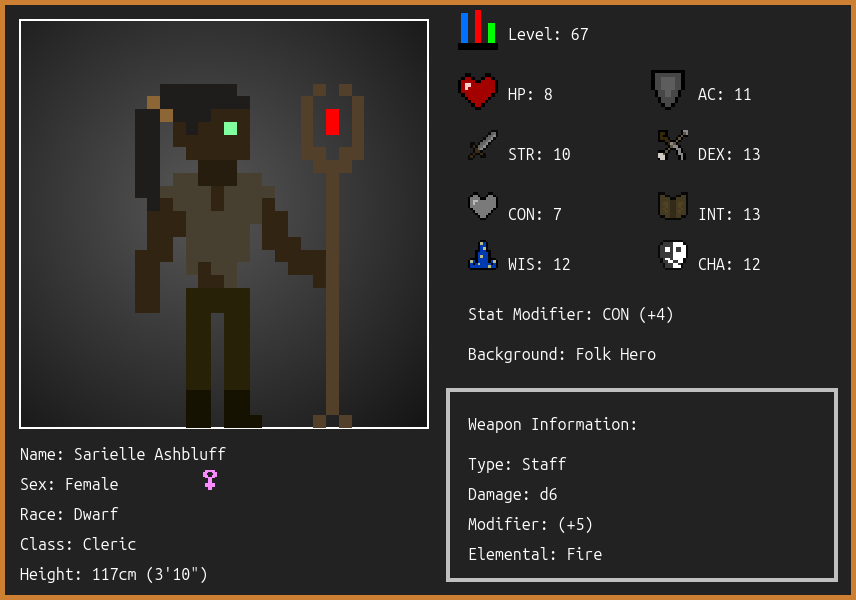 Level: 67
HP: 8
AC: 11
STR: 10
DEX: 13
CON: 7
INT: 13
WIS: 12
CHA: 12
Stat Modifier: CON (+4)
Background: Folk Hero
Weapon Information:
Type: Staff
Damage: d6
Modifier: (+5)
Elemental: Fire
Name: Sarielle Ashbluff
Sex: Female
Race: Dwarf
Class: Cleric
Height: 117cm (3'10")